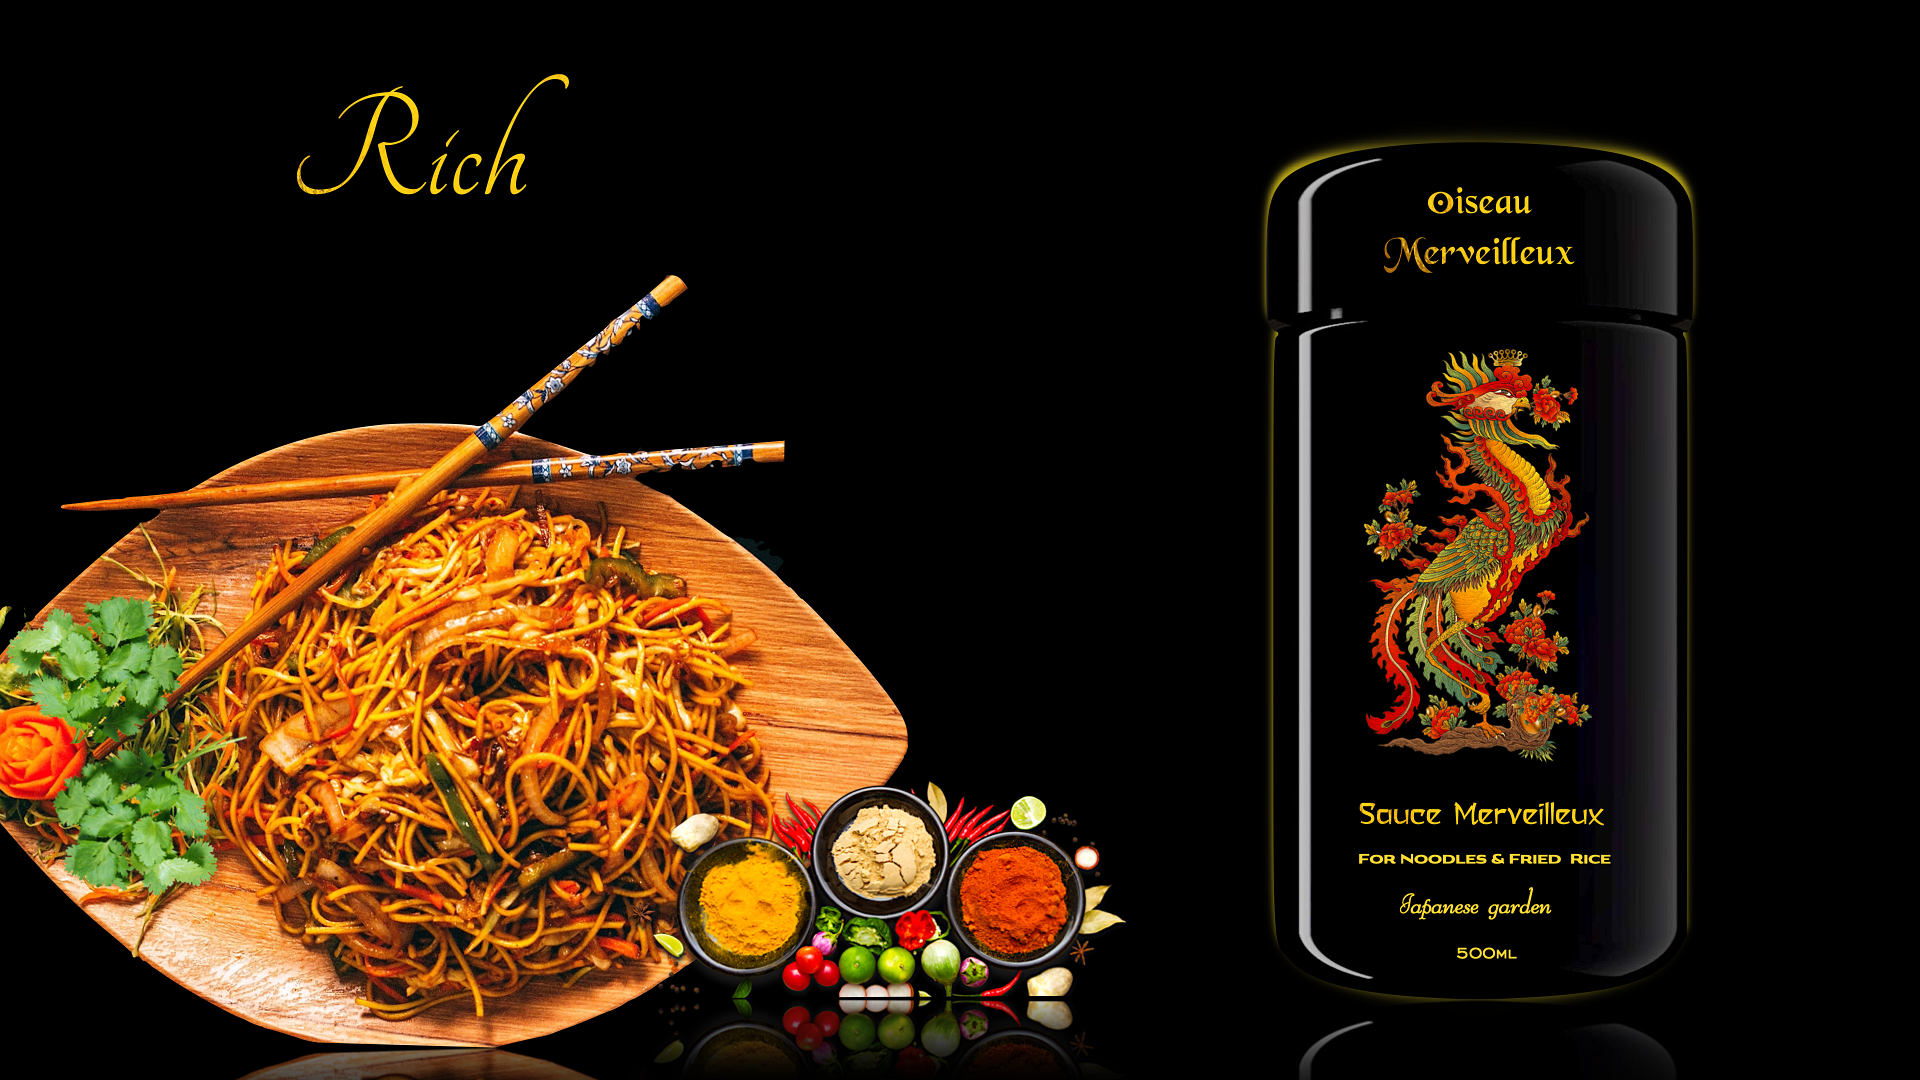 Rich
Oiseau
Merveilleux
Sauce Merveilleux
For Noodles & Fried Rice
Japanese garden
500ML